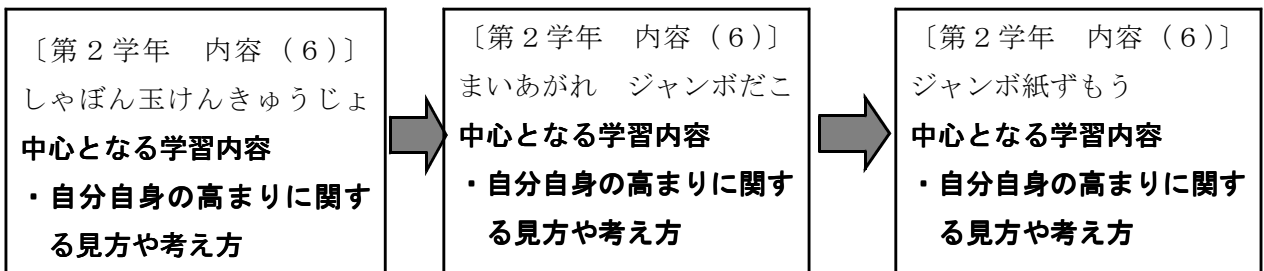 〔第２学年　内容（６）〕
しゃぼん玉けんきゅうじょ
中心となる学習内容
・自分自身の高まりに関す
る見方や考え方
〔第２学年　内容（６）〕
まいあがれ　ジャンボだこ
中心となる学習内容
・自分自身の高まりに関す
る見方や考え方
〔第２学年　内容（６）〕
ジャンボ紙ずもう
中心となる学習内容
・自分自身の高まりに関す
る見方や考え方